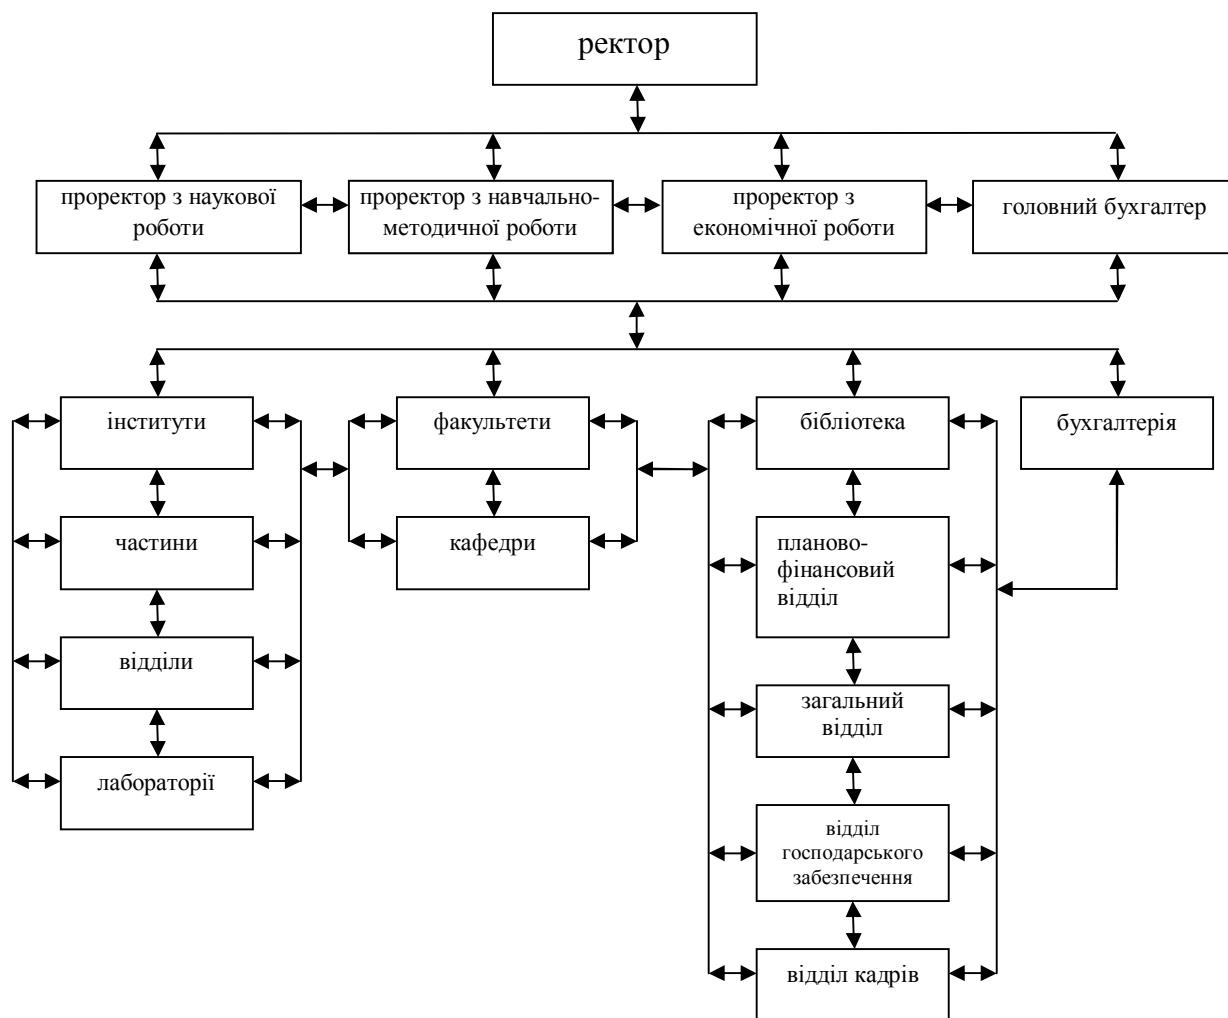 ректор
проректор з наукової
роботи
проректор з навчально-
методичної роботи
проректор з
економічної роботи
головний бухгалтер
інститути
факультети
бібліотека
бухгалтерія
частини
кафедри
планово-
фінансовий
відділ
відділи
загальний
відділ
лабораторії
відділ
господарського
забезпечення
відділ кадрів